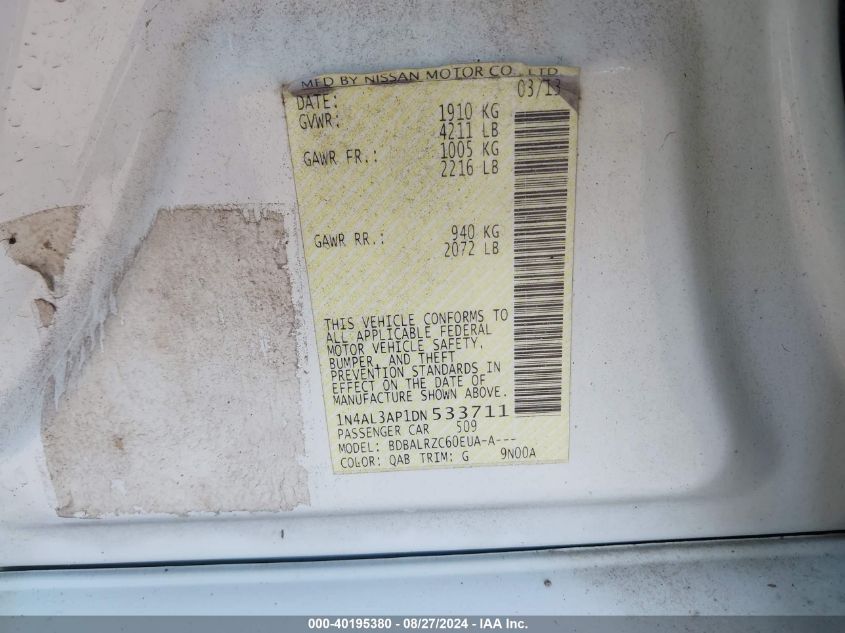 MFD BY NISSAN MOTOR CO., LTD
DATE: 03/13
GVWR: 1910 KG
4211 LB
GAWR FR.: 1005 KG
2216 LB
GAWR RR.: 940 KG
2072 LB
THIS VEHICLE CONFORMS TO
ALL APPLICABLE FEDERAL
MOTOR VEHICLE SAFETY,
BUMPER, AND THEFT
PREVENTION STANDARDS IN
EFFECT ON THE DATE OF
MANUFACTURE SHOWN ABOVE.
1N4AL3AP1DN533711
PASSENGER CAR 509
MODEL: BDBALRZC60EUA-A---
COLOR: QAB TRIM: G 9N00A
000-40195380 - 08/27/2024 - IAA Inc.